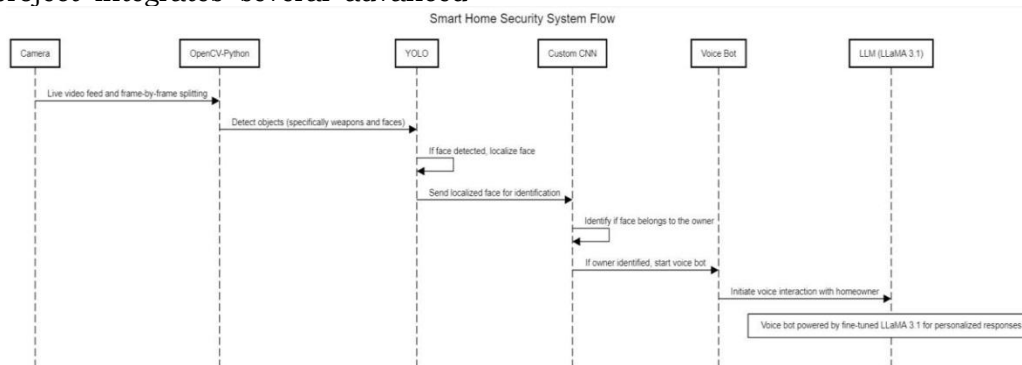 project integrates several advanced
Smart Home Security System Flow
Camera
OpenCV-Python
YOLO
Custom CNN
Voice Bot
LLM (LLaMA 3.1)
Live video feed and frame-by-frame splitting
Detect objects (specifically weapons and faces)
If face detected, localize face
Send localized face for identification
Identify if face belongs to the owner
If owner identified, start voice bot
Initiate voice interaction with homeowner
Voice bot powered by fine-tuned LLaMA 3.1 for personalized responses